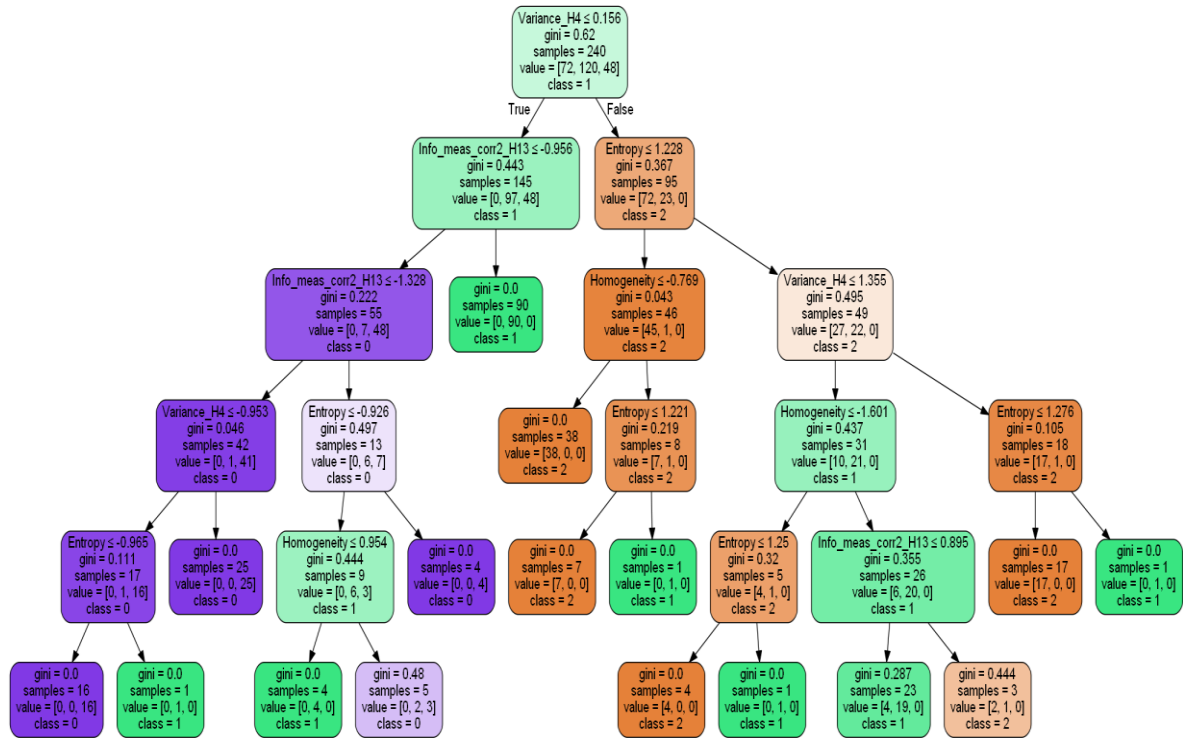 Variance_H4 ≤ 0.156
gini = 0.62
samples = 240
value = [72, 120, 48]
class = 1
True
False
Info_meas_corr2_H13 ≤ -0.956
gini = 0.443
samples = 145
value = [0, 97, 48]
class = 1
Entropy ≤ 1.228
gini = 0.367
samples = 95
value = [72, 23, 0]
class = 2
Info_meas_corr2_H13 ≤ -1.328
gini = 0.222
samples = 55
value = [0, 7, 48]
class = 0
gini = 0.0
samples = 90
value = [0, 90, 0]
class = 1
Homogeneity ≤ -0.769
gini = 0.043
samples = 46
value = [45, 1, 0]
class = 2
Variance_H4 ≤ 1.355
gini = 0.495
samples = 49
value = [27, 22, 0]
class = 2
Variance_H4 ≤ -0.953
gini = 0.046
samples = 42
value = [0, 1, 41]
class = 0
Entropy ≤ -0.926
gini = 0.497
samples = 13
value = [0, 6, 7]
class = 0
gini = 0.0
samples = 38
value = [38, 0, 0]
class = 2
Entropy ≤ 1.221
gini = 0.219
samples = 8
value = [7, 1, 0]
class = 2
Homogeneity ≤ -1.601
gini = 0.437
samples = 31
value = [10, 21, 0]
class = 1
Entropy ≤ 1.276
gini = 0.105
samples = 18
value = [17, 1, 0]
class = 2
Entropy ≤ -0.965
gini = 0.111
samples = 17
value = [0, 1, 16]
class = 0
gini = 0.0
samples = 25
value = [0, 0, 25]
class = 0
Homogeneity ≤ 0.954
gini = 0.444
samples = 9
value = [0, 6, 3]
class = 1
gini = 0.0
samples = 4
value = [0, 0, 4]
class = 0
gini = 0.0
samples = 7
value = [7, 0, 0]
class = 2
gini = 0.0
samples = 1
value = [0, 1, 0]
class = 1
Entropy ≤ 1.25
gini = 0.32
samples = 5
value = [4, 1, 0]
class = 2
Info_meas_corr2_H13 ≤ 0.895
gini = 0.355
samples = 26
value = [6, 20, 0]
class = 1
gini = 0.0
samples = 17
value = [17, 0, 0]
class = 2
gini = 0.0
samples = 1
value = [0, 1, 0]
class = 1
gini = 0.0
samples = 16
value = [0, 0, 16]
class = 0
gini = 0.0
samples = 1
value = [0, 1, 0]
class = 1
gini = 0.0
samples = 4
value = [0, 4, 0]
class = 1
gini = 0.48
samples = 5
value = [0, 2, 3]
class = 0
gini = 0.0
samples = 4
value = [4, 0, 0]
class = 2
gini = 0.0
samples = 1
value = [0, 1, 0]
class = 1
gini = 0.287
samples = 23
value = [4, 19, 0]
class = 1
gini = 0.444
samples = 3
value = [2, 1, 0]
class = 2